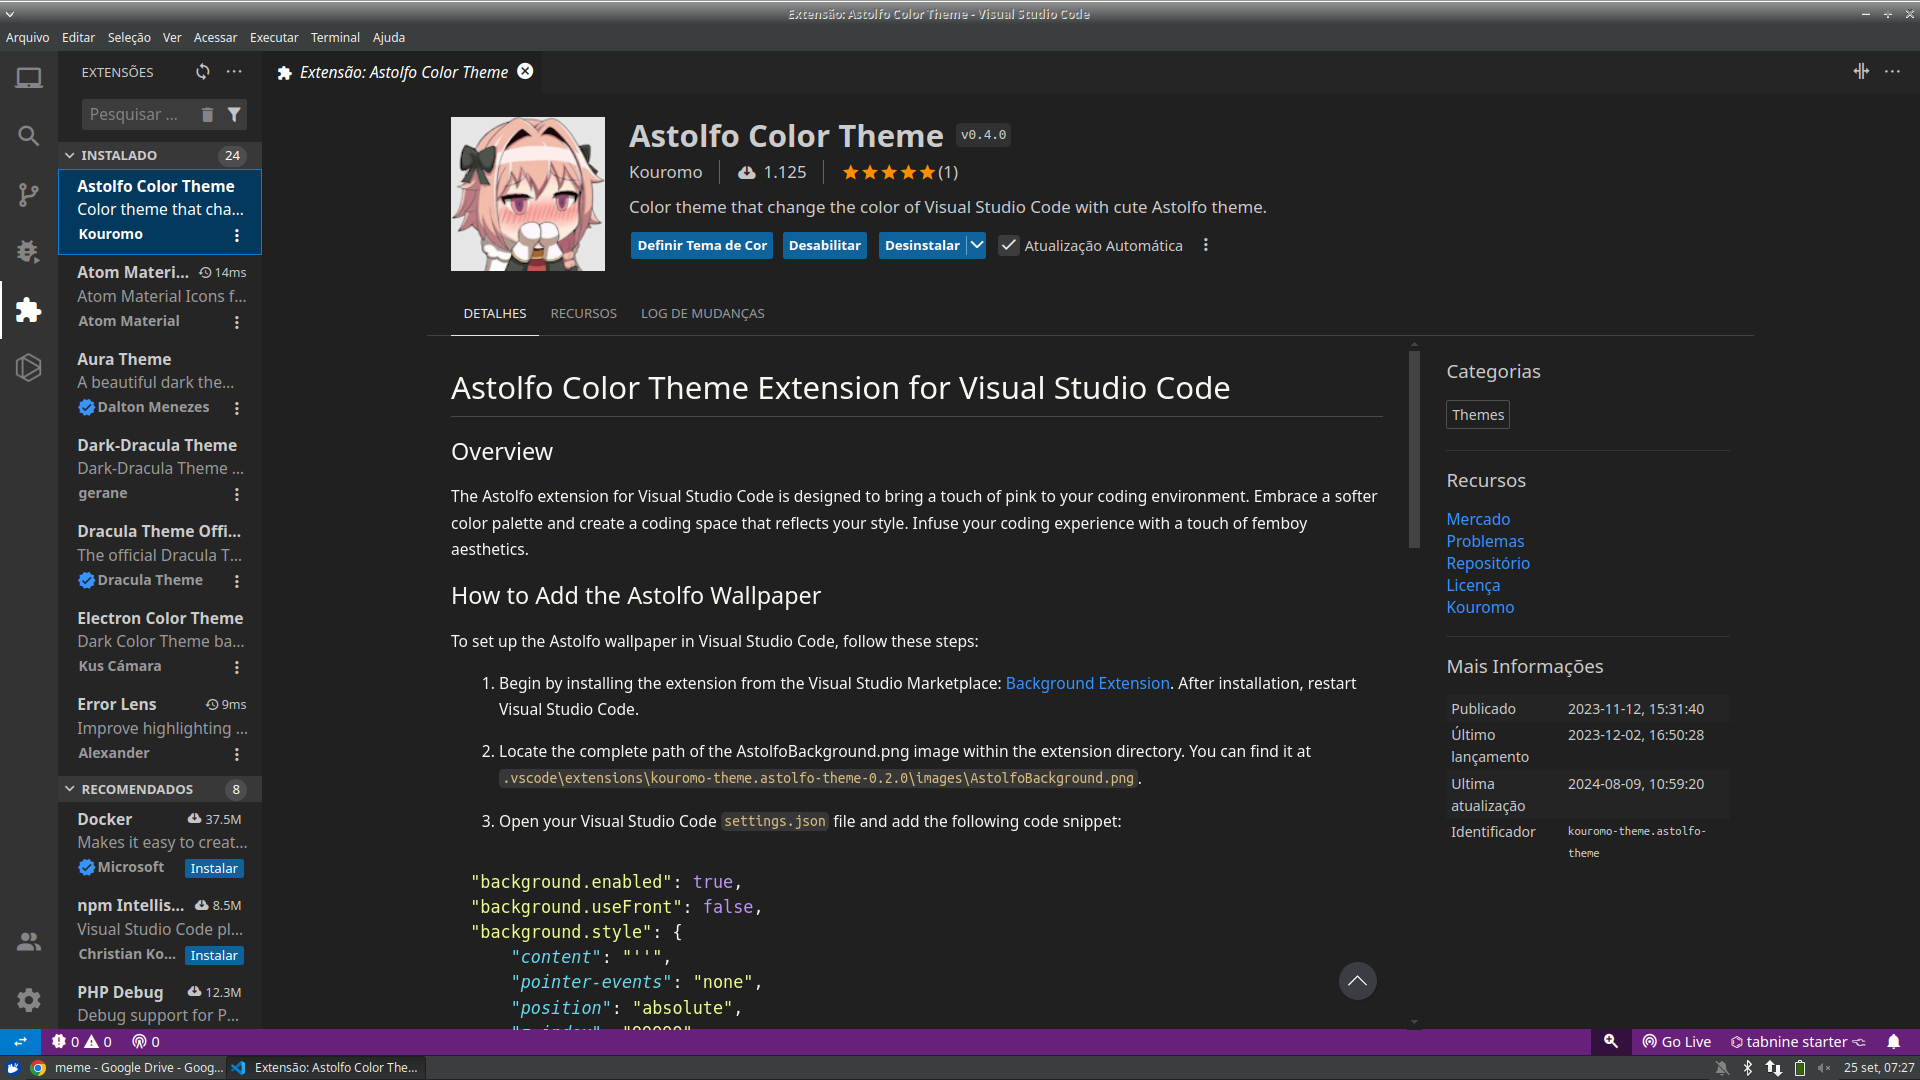 Extensão: Astolfo Color Theme - Visual Studio Code
Arquivo Editar Seleção Ver Acessar Executar Terminal Ajuda
EXTENSÕES
Pesquisar ...
INSTALADO 24
Astolfo Color Theme
Color theme that cha...
Kouromo
Atom Materi... 14ms
Atom Material Icons f...
Atom Material
Aura Theme
A beautiful dark the...
Dalton Menezes
Dark-Dracula Theme
Dark-Dracula Theme ...
gerane
Dracula Theme Offi...
The official Dracula T...
Dracula Theme
Electron Color Theme
Dark Color Theme ba...
Kus Cámara
Error Lens 9ms
Improve highlighting ...
Alexander
RECOMENDADOS 8
Docker 37.5M
Makes it easy to creat...
Microsoft Instalar
npm Intellis... 8.5M
Visual Studio Code pl...
Christian Ko... Instalar
PHP Debug 12.3M
Debug support for P...
Extensão: Astolfo Color Theme
Astolfo Color Theme v0.4.0
Kouromo 1.125 (1)
Color theme that change the color of Visual Studio Code with cute Astolfo theme.
Definir Tema de Cor Desabilitar Desinstalar Atualização Automática
DETALHES RECURSOS LOG DE MUDANÇAS
Astolfo Color Theme Extension for Visual Studio Code
Overview
The Astolfo extension for Visual Studio Code is designed to bring a touch of pink to your coding environment. Embrace a softer
color palette and create a coding space that reflects your style. Infuse your coding experience with a touch of femboy
aesthetics.
How to Add the Astolfo Wallpaper
To set up the Astolfo wallpaper in Visual Studio Code, follow these steps:
1. Begin by installing the extension from the Visual Studio Marketplace: Background Extension. After installation, restart
Visual Studio Code.
2. Locate the complete path of the AstolfoBackground.png image within the extension directory. You can find it at
.vscode\extensions\kouromo-theme.astolfo-theme-0.2.0\images\AstolfoBackground.png.
3. Open your Visual Studio Code settings.json file and add the following code snippet:
"background.enabled": true,
"background.useFront": false,
"background.style": {
"content": "''",
"pointer-events": "none",
"position": "absolute",
Categorias
Themes
Recursos
Mercado
Problemas
Repositório
Licença
Kouromo
Mais Informações
Publicado 2023-11-12, 15:31:40
Último 2023-12-02, 16:50:28
lançamento
Ultima 2024-08-09, 10:59:20
atualização
Identificador kouromo-theme.astolfo-
theme
0 0 0 Go Live tabnine starter
meme - Google Drive - Goog... Extensão: Astolfo Color The... 25 set, 07:27